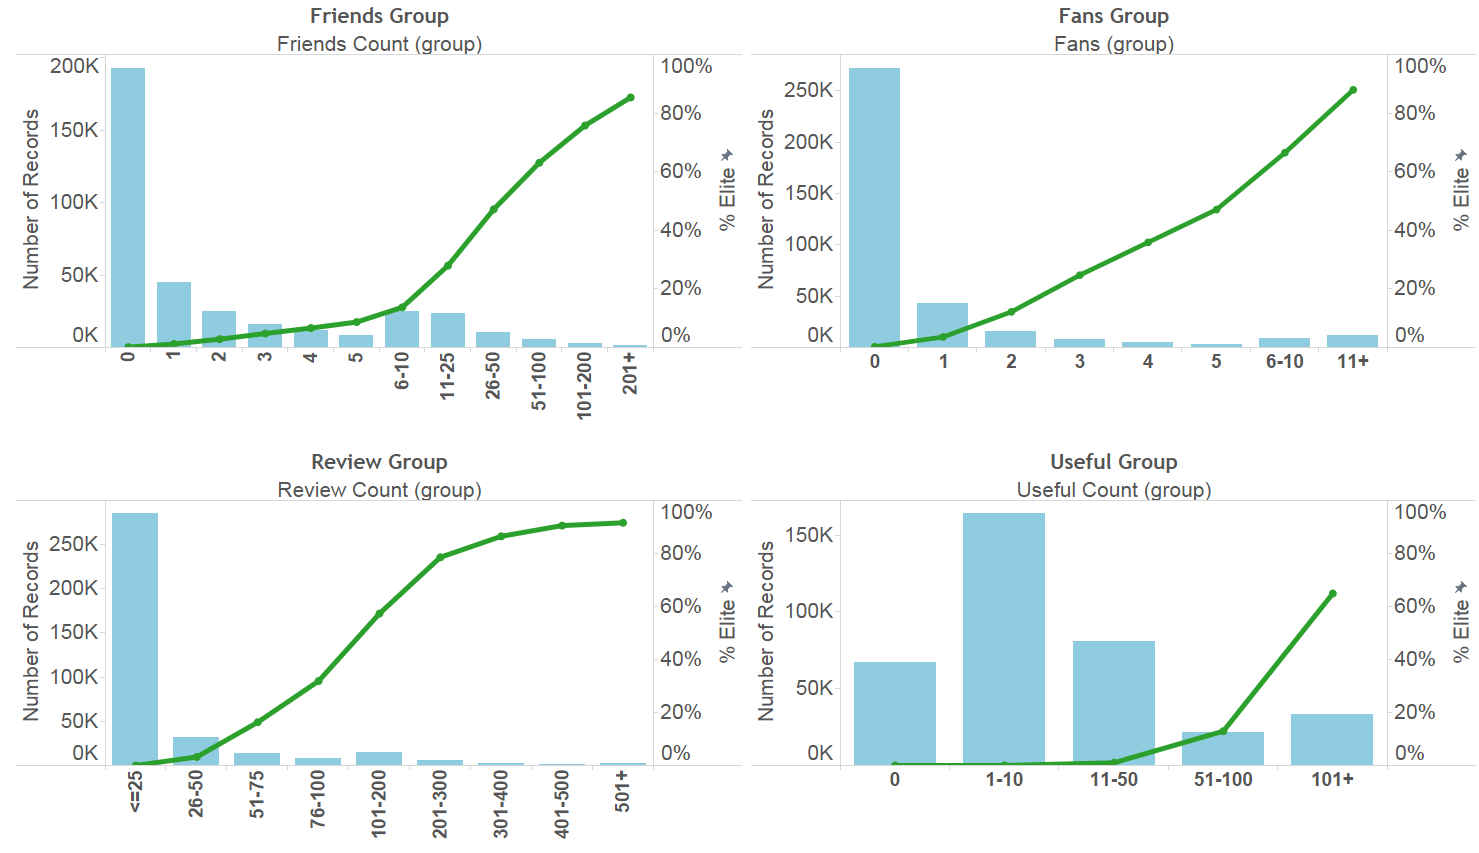 Friends Group
Friends Count (group)
200K
150K
100K
50K
0K
Number of Records
100%
80%
60%
40%
20%
0%
% Elite
0 1 2 3 4 5 6-10 11-25 26-50 51-100 101-200 201+
Fans Group
Fans (group)
250K
200K
150K
100K
50K
0K
Number of Records
100%
80%
60%
40%
20%
0%
% Elite
0 1 2 3 4 5 6-10 11+
Review Group
Review Count (group)
250K
200K
150K
100K
50K
0K
Number of Records
100%
80%
60%
40%
20%
0%
% Elite
<=25 26-50 51-75 76-100 101-200 201-300 301-400 401-500 501+
Useful Group
Useful Count (group)
150K
100K
50K
0K
Number of Records
100%
80%
60%
40%
20%
0%
% Elite
0 1-10 11-50 51-100 101+